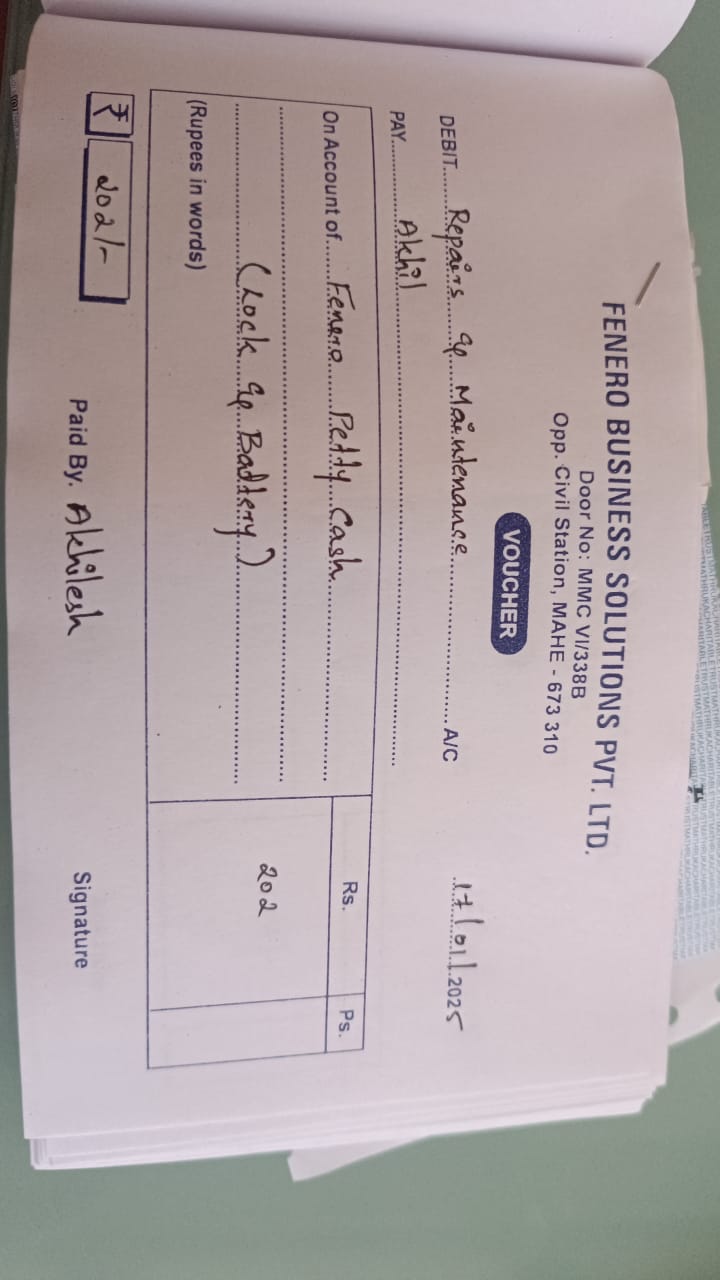 FENERO BUSINESS SOLUTIONS PVT. LTD.
Door No: MMC VI/338B
Opp. Civil Station, MAHE - 673 310
VOUCHER
17/01/2025
DEBIT Repairs & Maintenance A/C
PAY Akhil
Rs. Ps.
On Account of Fenero Petty Cash
(Lock & Battery) 202
(Rupees in words)
₹ 202/-
Paid By. Akhilesh
Signature